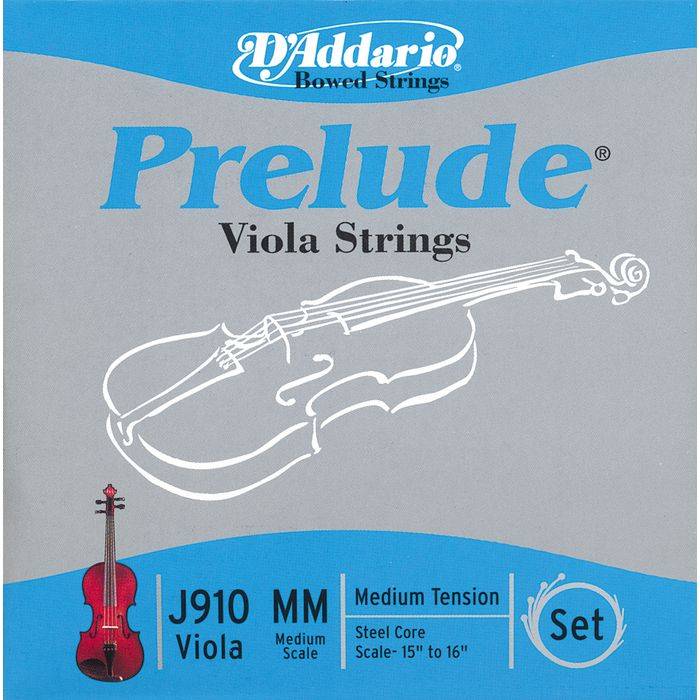 D'Addario®
Bowed Strings
Prelude®
Viola Strings
J910
Viola
MM
Medium
Scale
Medium Tension
Steel Core
Scale- 15" to 16"
Set